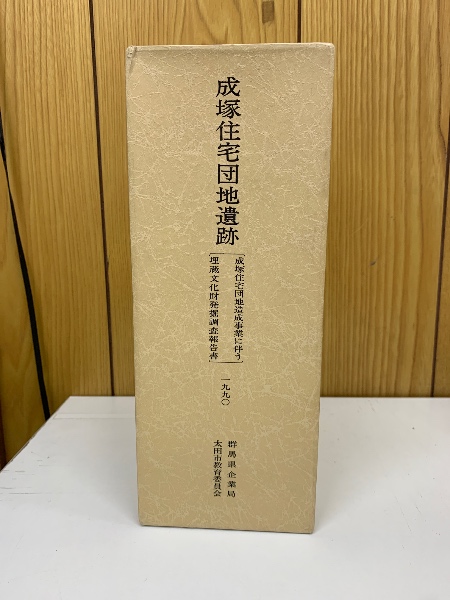 成塚住宅団地遺跡
成塚住宅団地造成事業に伴う
埋蔵文化財発掘調査報告書
一九九〇
群馬県企業局
太田市教育委員会